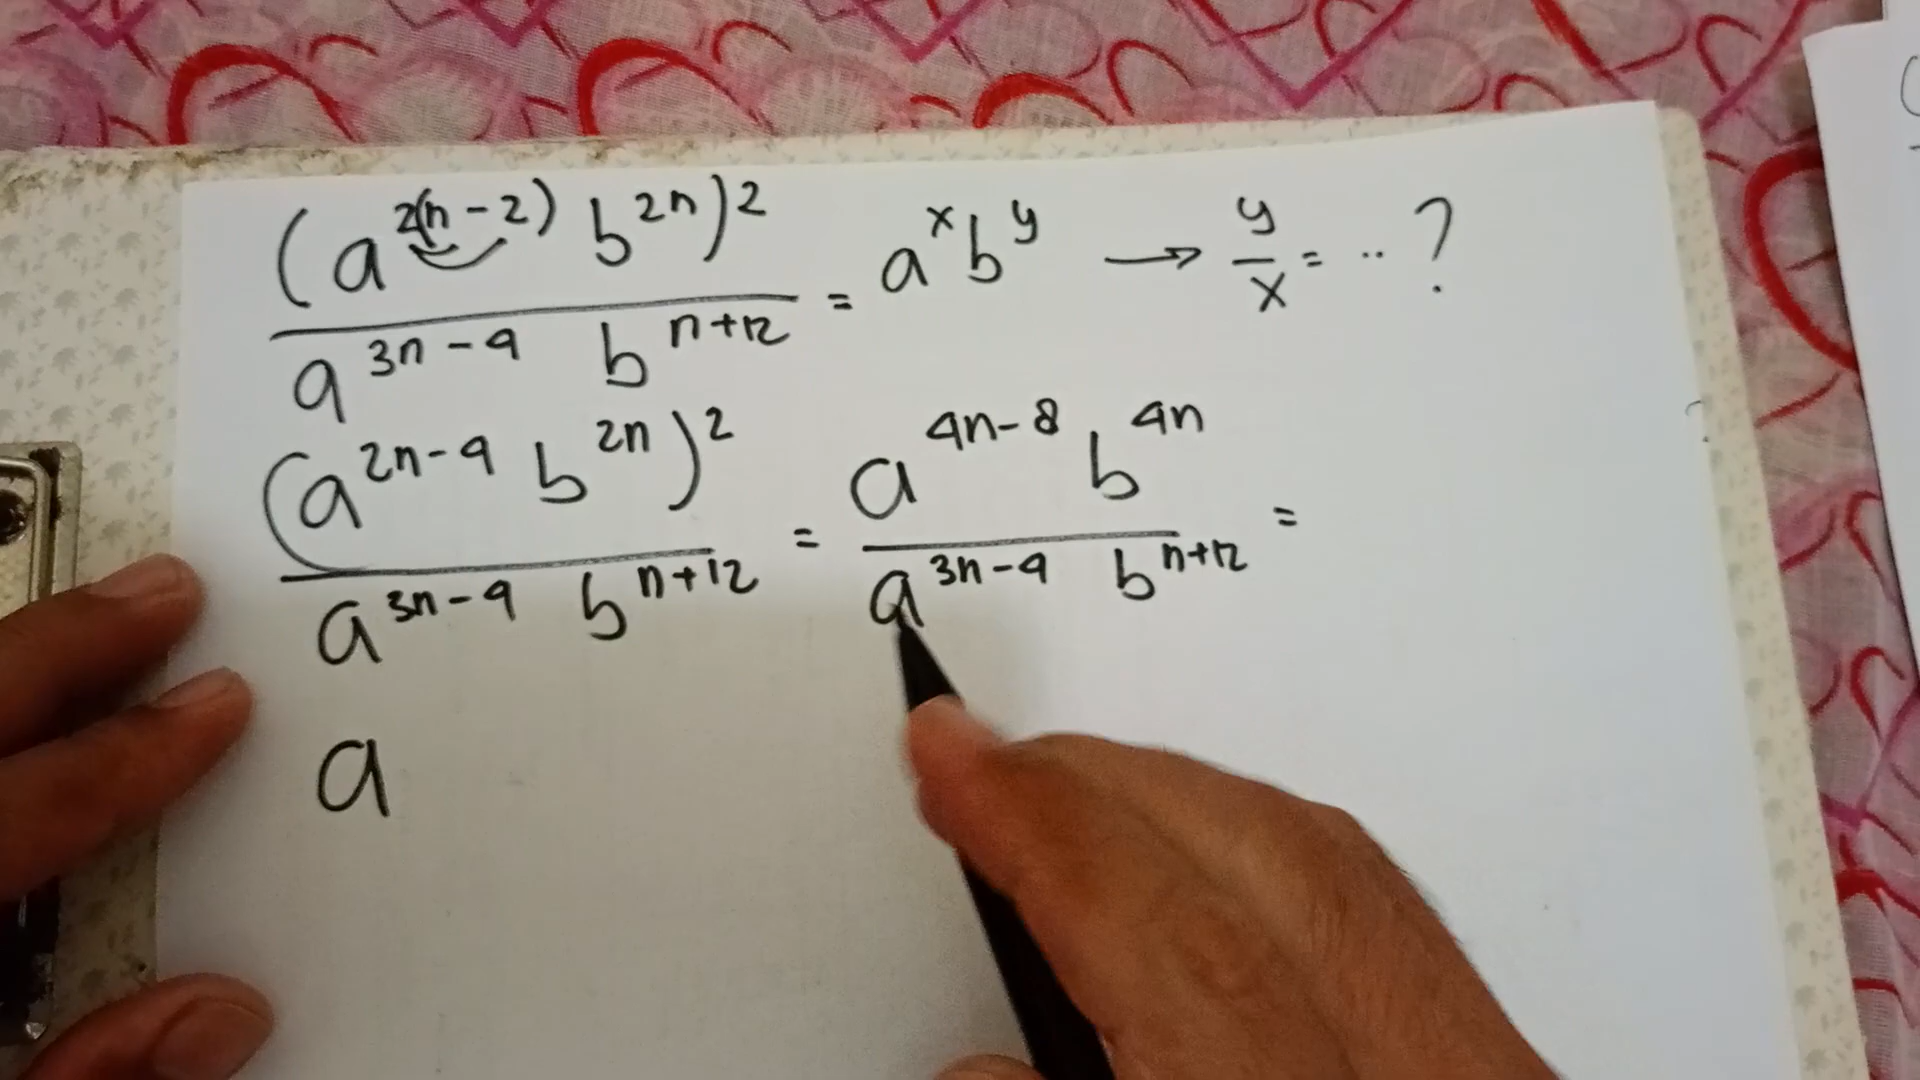 (a^{2(n-2)} b^{2n})^2 / a^{3n-4} b^{n+12} = a^x b^y → y/x = ..?
(a^{2n-4} b^{2n})^2 / a^{3n-4} b^{n+12} = a^{4n-8} b^{4n} / a^{3n-4} b^{n+12} =
a